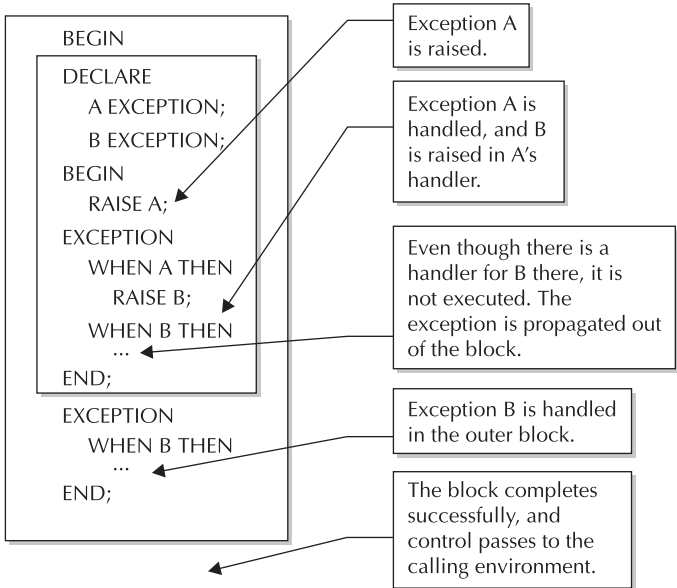 BEGIN
DECLARE
A EXCEPTION;
B EXCEPTION;
BEGIN
RAISE A;
EXCEPTION
WHEN A THEN
RAISE B;
WHEN B THEN
...
END;
EXCEPTION
WHEN B THEN
...
END;
Exception A
is raised.
Exception A is
handled, and B
is raised in A’s
handler.
Even though there is a
handler for B there, it is
not executed. The
exception is propagated out
of the block.
Exception B is handled
in the outer block.
The block completes
successfully, and
control passes to the
calling environment.